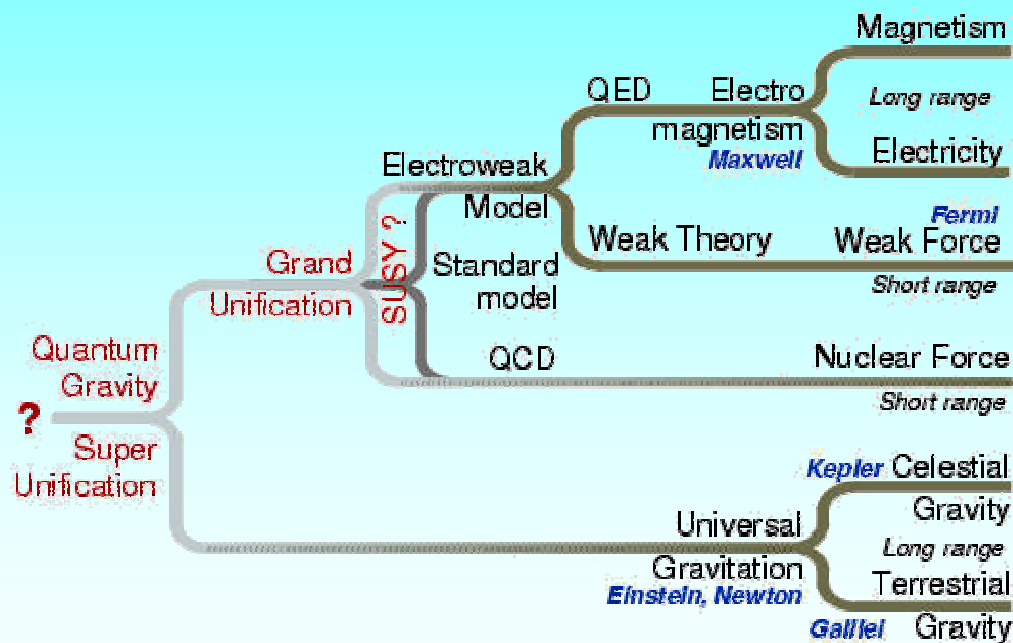 Magnetism
Long range
QED
Electro
magnetism
Maxwell
Electricity
Electroweak
Model
Fermi
Weak Theory
Weak Force
Short range
SUSY ?
Grand
Unification
Standard
model
QCD
Nuclear Force
Short range
Quantum
Gravity
?
Super
Unification
Kepler Celestial
Gravity
Universal
Gravitation
Einstein, Newton
Long range
Terrestrial
Galilei Gravity